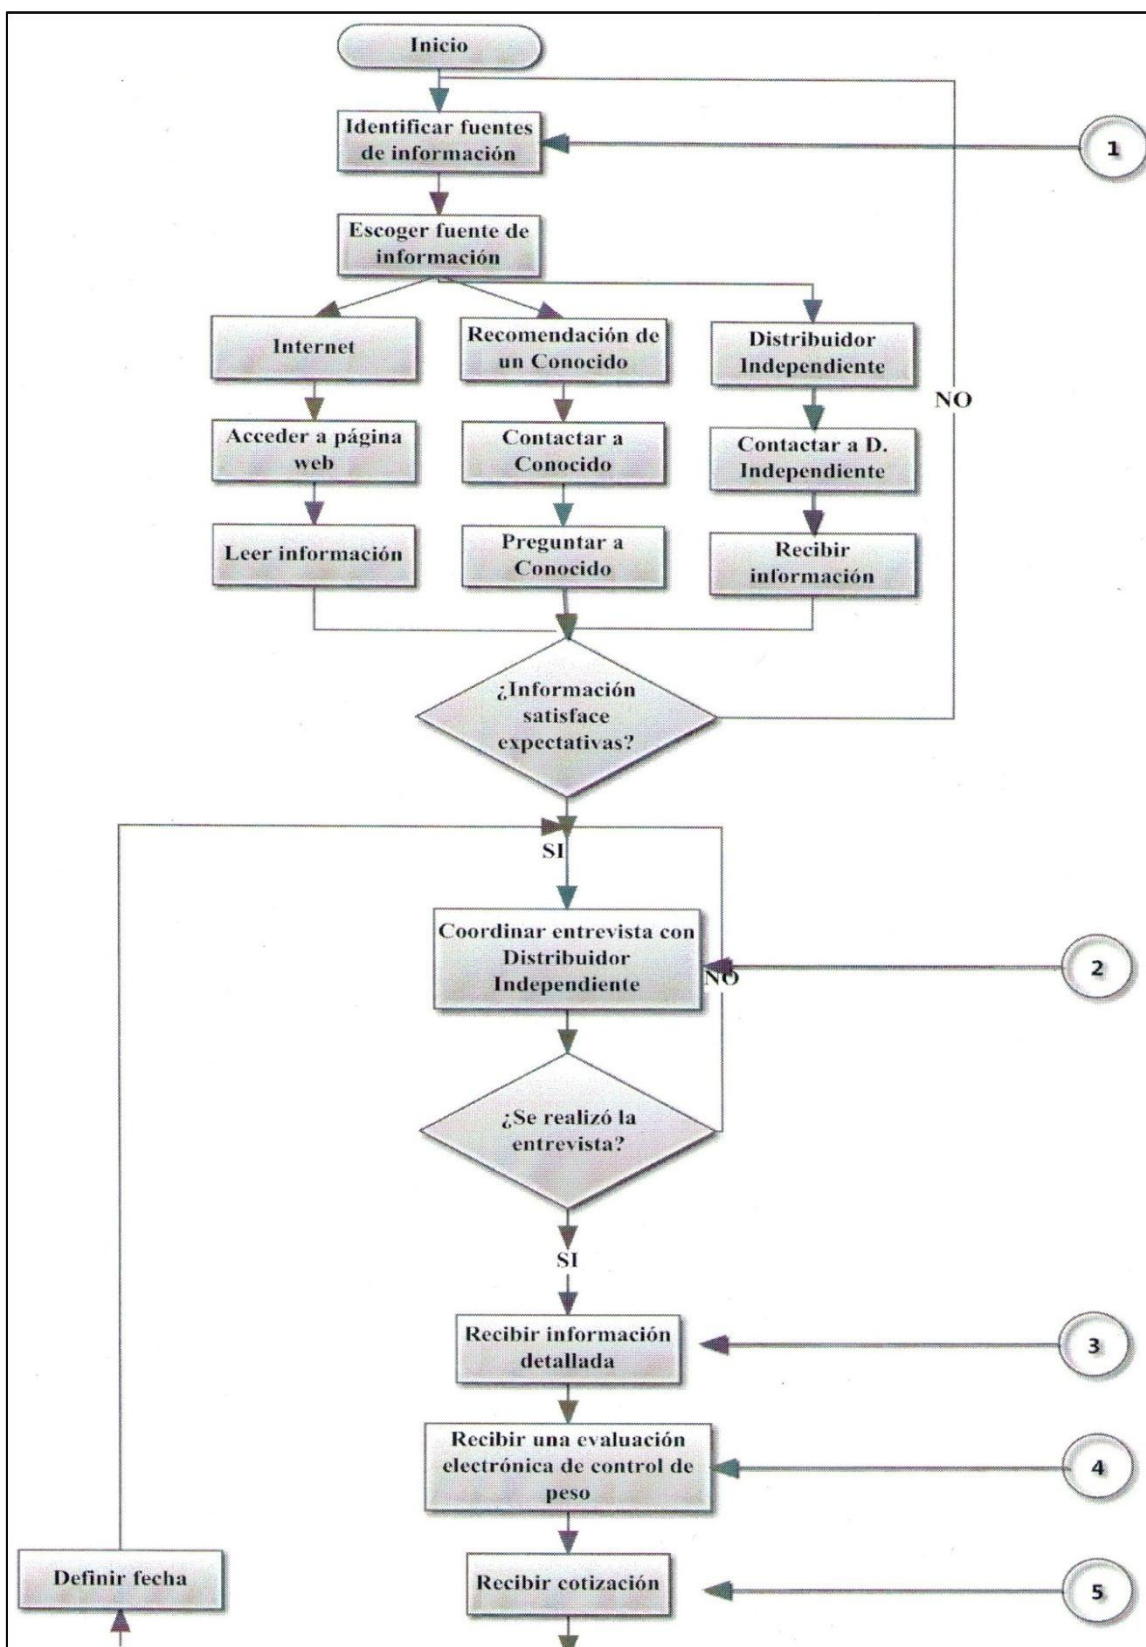 Inicio
Identificar fuentes
de información
1
Escoger fuente de
información
Internet
Recomendación de
un Conocido
Distribuidor
Independiente
NO
Acceder a página
web
Contactar a
Conocido
Contactar a D.
Independiente
Leer información
Preguntar a
Conocido
Recibir
información
¿Información
satisface
expectativas?
SI
Coordinar entrevista con
Distribuidor
Independiente
NO
2
¿Se realizó la
entrevista?
SI
Recibir información
detallada
3
Recibir una evaluación
electrónica de control de
peso
4
Definir fecha
Recibir cotización
5